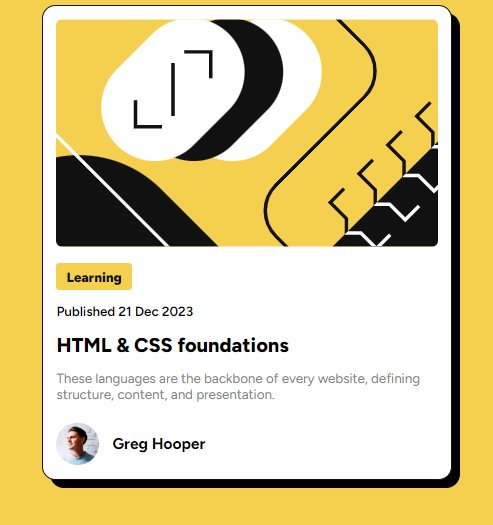 Learning
Published 21 Dec 2023
HTML & CSS foundations
These languages are the backbone of every website, defining
structure, content, and presentation.
Greg Hooper